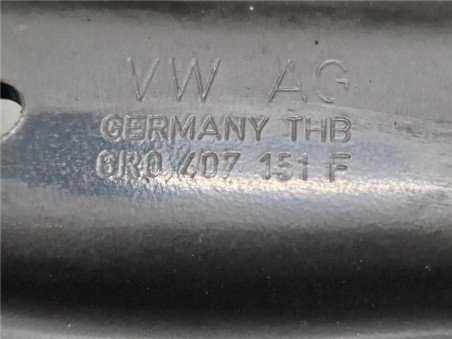 VW AG
GERMANY THB
6R0 407 151 F